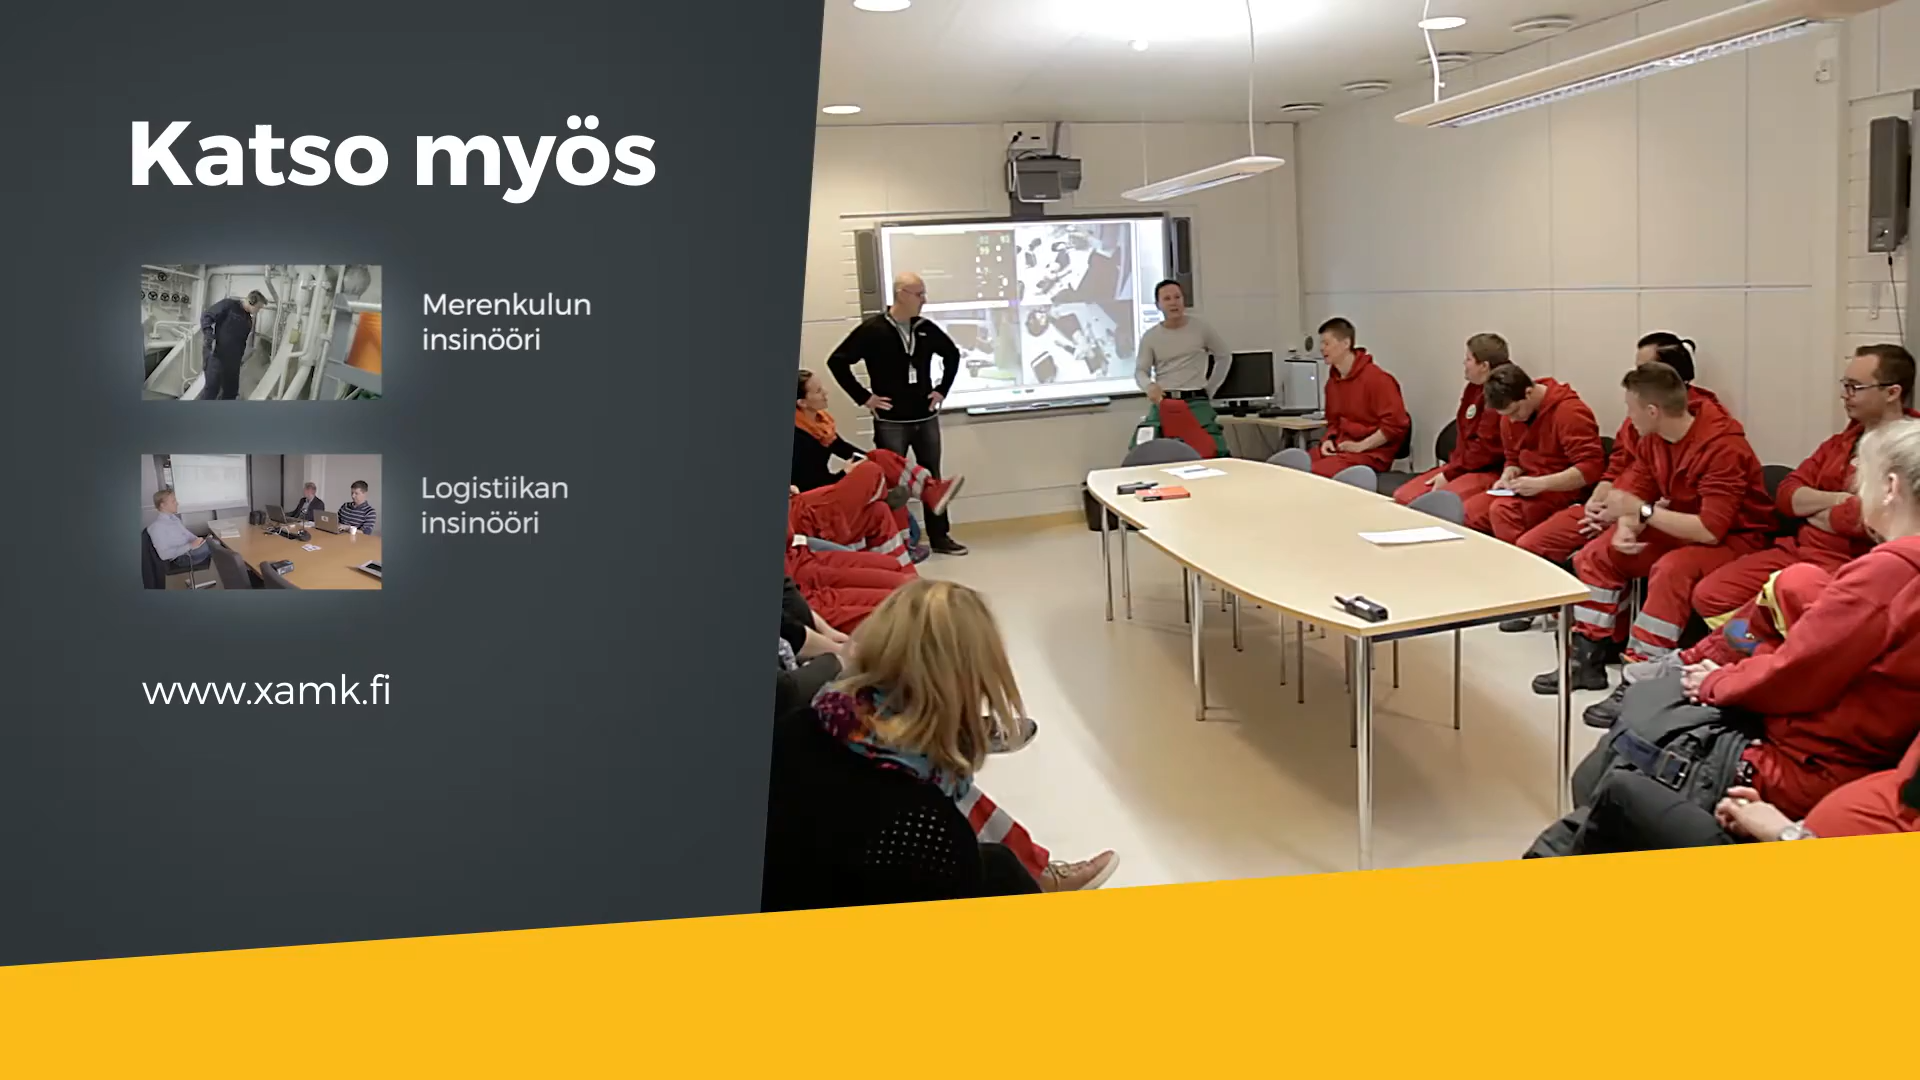 Katso myös
Merenkulun
insinööri
Logistiikan
insinööri
www.xamk.fi